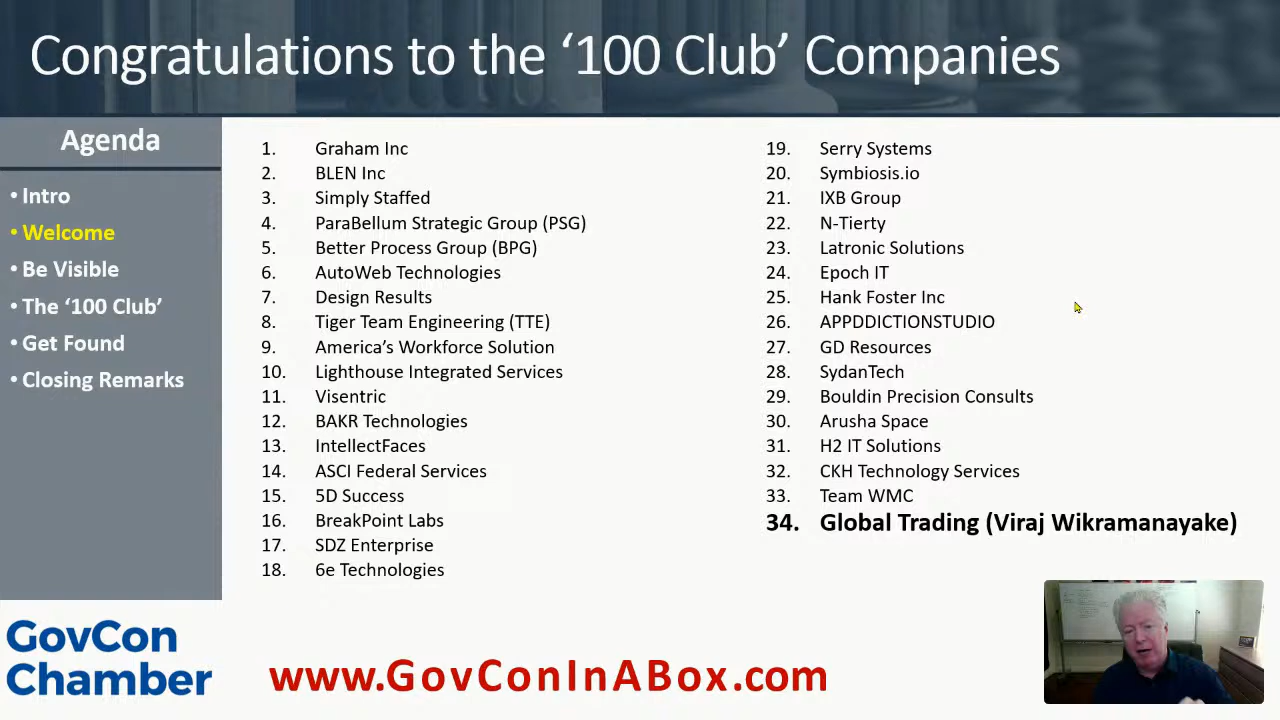 Congratulations to the ‘100 Club’ Companies
Agenda
• Intro
• Welcome
• Be Visible
• The ‘100 Club’
• Get Found
• Closing Remarks
1. Graham Inc
2. BLEN Inc
3. Simply Staffed
4. ParaBellum Strategic Group (PSG)
5. Better Process Group (BPG)
6. AutoWeb Technologies
7. Design Results
8. Tiger Team Engineering (TTE)
9. America’s Workforce Solution
10. Lighthouse Integrated Services
11. Visentric
12. BAKR Technologies
13. IntellectFaces
14. ASCI Federal Services
15. 5D Success
16. BreakPoint Labs
17. SDZ Enterprise
18. 6e Technologies
19. Serry Systems
20. Symbiosis.io
21. IXB Group
22. N-Tierty
23. Latronic Solutions
24. Epoch IT
25. Hank Foster Inc
26. APPDDICTIONSTUDIO
27. GD Resources
28. SydanTech
29. Bouldin Precision Consults
30. Arusha Space
31. H2 IT Solutions
32. CKH Technology Services
33. Team WMC
34. Global Trading (Viraj Wikramanayake)
GovCon
Chamber
www.GovConInABox.com